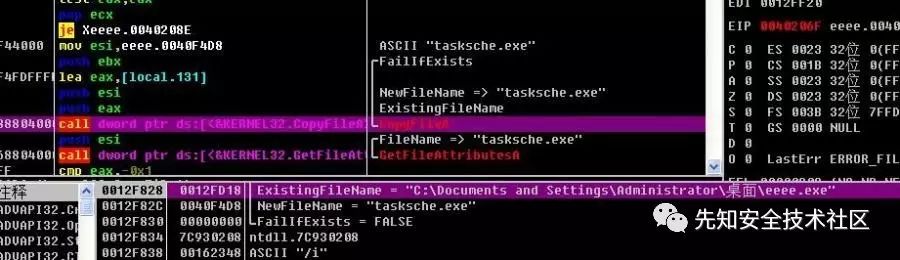 test eax,eax
pop ecx
je Xeeee.0040208E
F44000 mov esi,eeee.0040F4D8 ASCII "tasksche.exe"
push ebx FailIfExists
F4FDFFFF lea eax,[local.131]
push esi NewFileName => "tasksche.exe"
push eax ExistingFileName
88804000 call dword ptr ds:[<&KERNEL32.CopyFileA CopyFileA
push esi FileName => "tasksche.exe"
68804000 call dword ptr ds:[<&KERNEL32.GetFileAtt GetFileAttributesA
FF cmp eax,-0x1
EDI 0012FF20
EIP 0040206F eeee.0040
C 0 ES 0023 32位 0(FF
P 0 CS 001B 32位 0(FF
A 0 SS 0023 32位 0(FF
Z 0 DS 0023 32位 0(FF
S 0 FS 003B 32位 7FFD
T 0 GS 0000 NULL
D 0
O 0 LastErr ERROR_FIL
注释
ADVAPI32.Cr
ADVAPI32.Op
ADVAPI32.St
ADVAPI32.Cl
0012F828 0012FD18 ExistingFileName = "C:\Documents and Settings\Administrator\桌面\eeee.exe"
0012F82C 0040F4D8 NewFileName = "tasksche.exe"
0012F830 00000000 FailIfExists = FALSE
0012F834 7C930208 ntdll.7C930208
0012F838 00162348 ASCII "/i"
先知安全技术社区